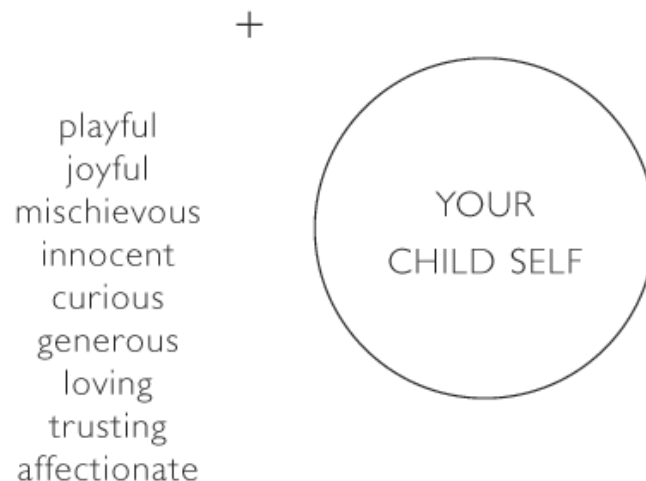 +
playful
joyful
mischievous
innocent
curious
generous
loving
trusting
affectionate
YOUR
CHILD SELF